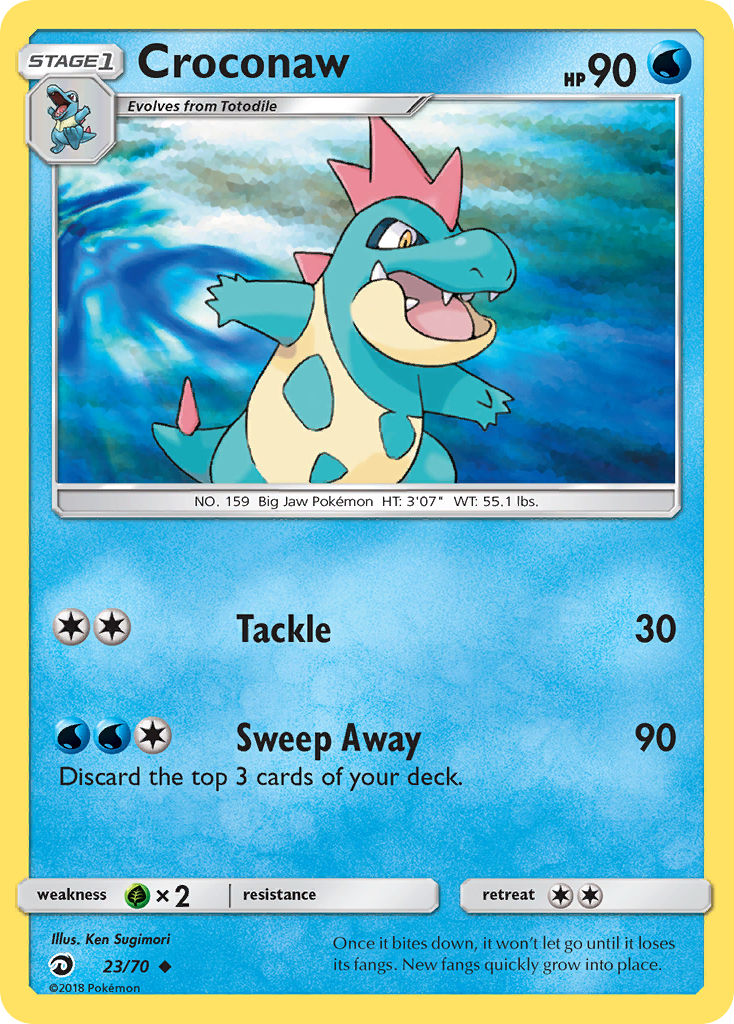 STAGE1
Croconaw
HP 90
Evolves from Totodile
NO. 159 Big Jaw Pokémon HT: 3'07" WT: 55.1 lbs.
Tackle 30
Sweep Away 90
Discard the top 3 cards of your deck.
weakness ×2 resistance retreat
Illus. Ken Sugimori
23/70
©2018 Pokémon
Once it bites down, it won't let go until it loses
its fangs. New fangs quickly grow into place.